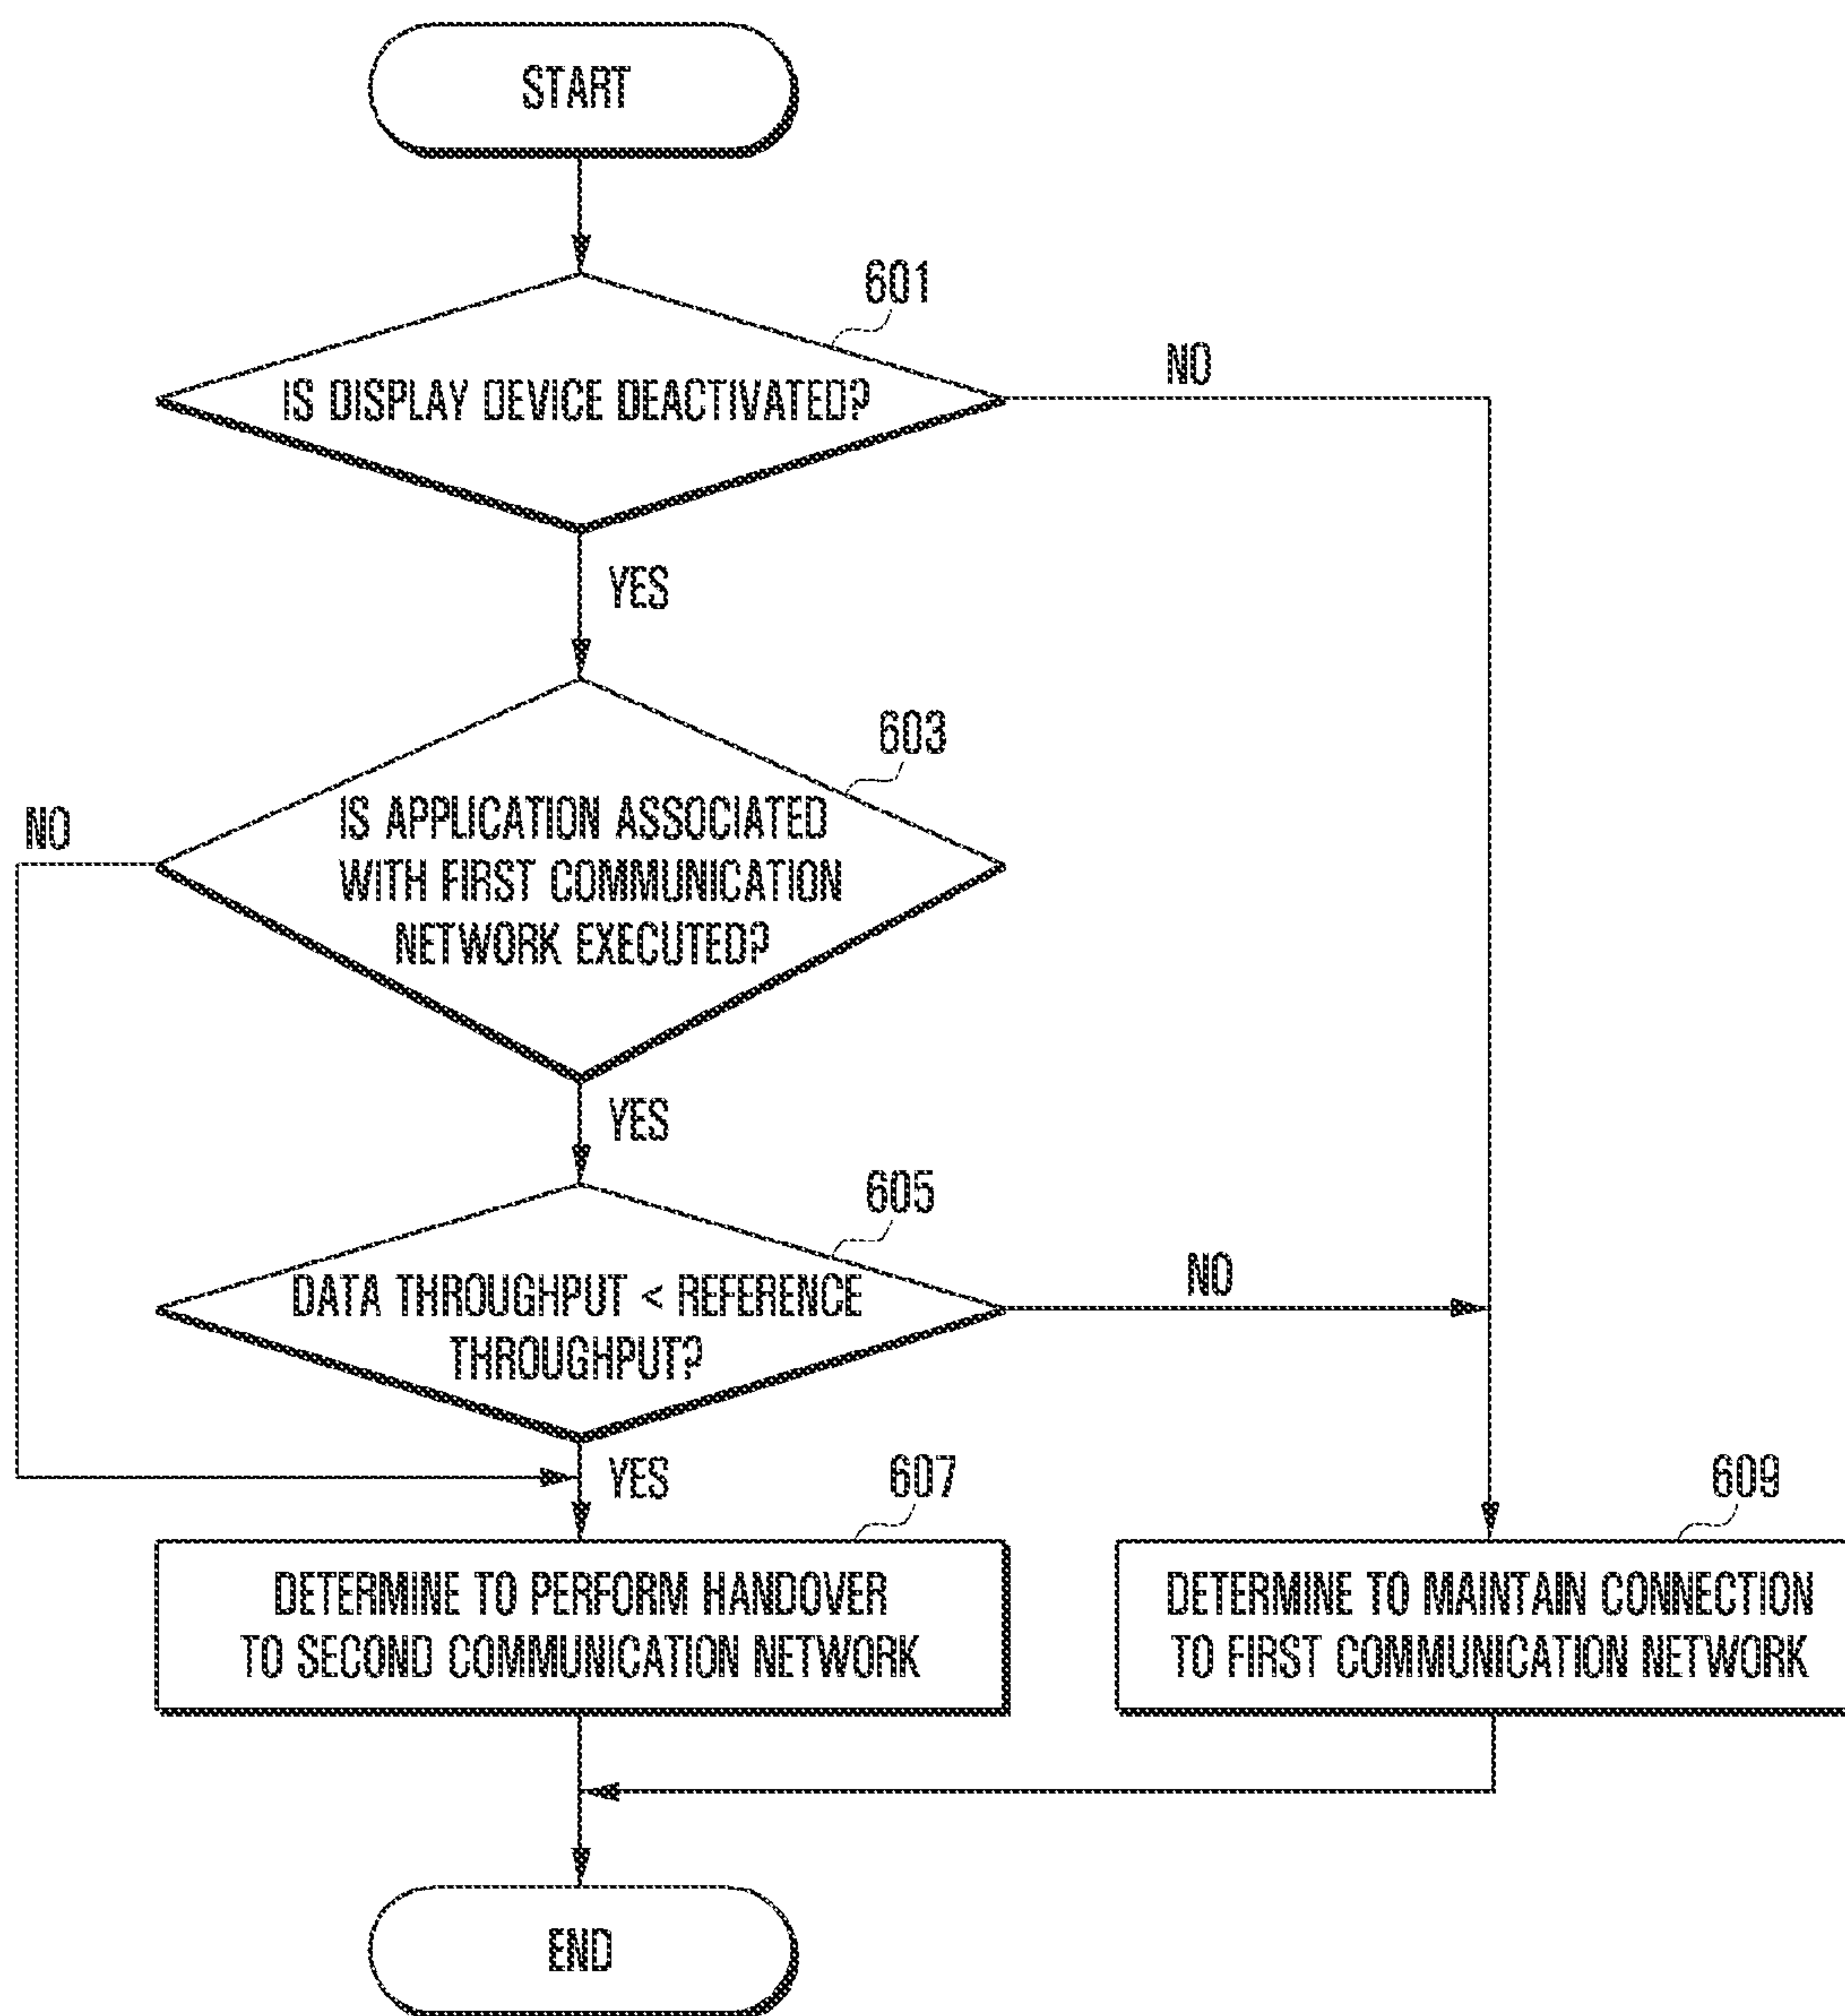 START
601
IS DISPLAY DEVICE DEACTIVATED?
NO
YES
603
IS APPLICATION ASSOCIATED
WITH FIRST COMMUNICATION
NETWORK EXECUTED?
NO
YES
605
DATA THROUGHPUT < REFERENCE
THROUGHPUT?
NO
YES
607
DETERMINE TO PERFORM HANDOVER
TO SECOND COMMUNICATION NETWORK
609
DETERMINE TO MAINTAIN CONNECTION
TO FIRST COMMUNICATION NETWORK
END